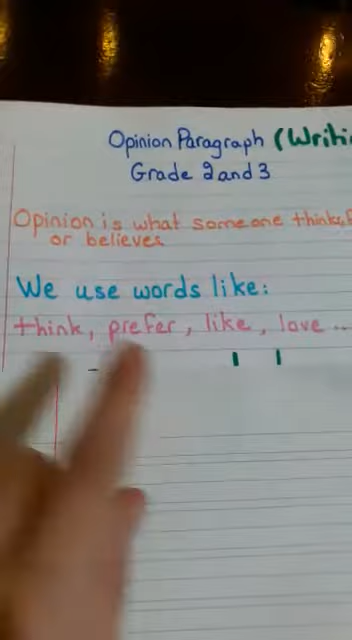 Opinion Paragraph (Writi
Grade 2 and 3
Opinion is what someone thinks
or believes
We use words like:
think, prefer, like, love ...